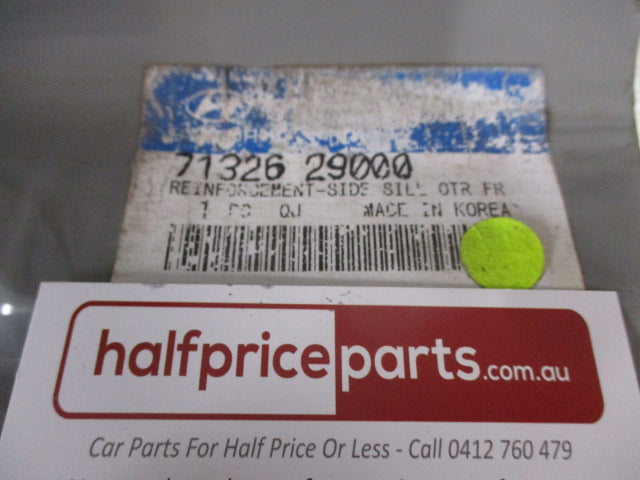 71326 29000
REINFORCEMENT-SIDE SILL OTR FR
1 PC QJ MADE IN KOREA
halfpriceparts.com.au
Car Parts For Half Price Or Less - Call 0412 760 479